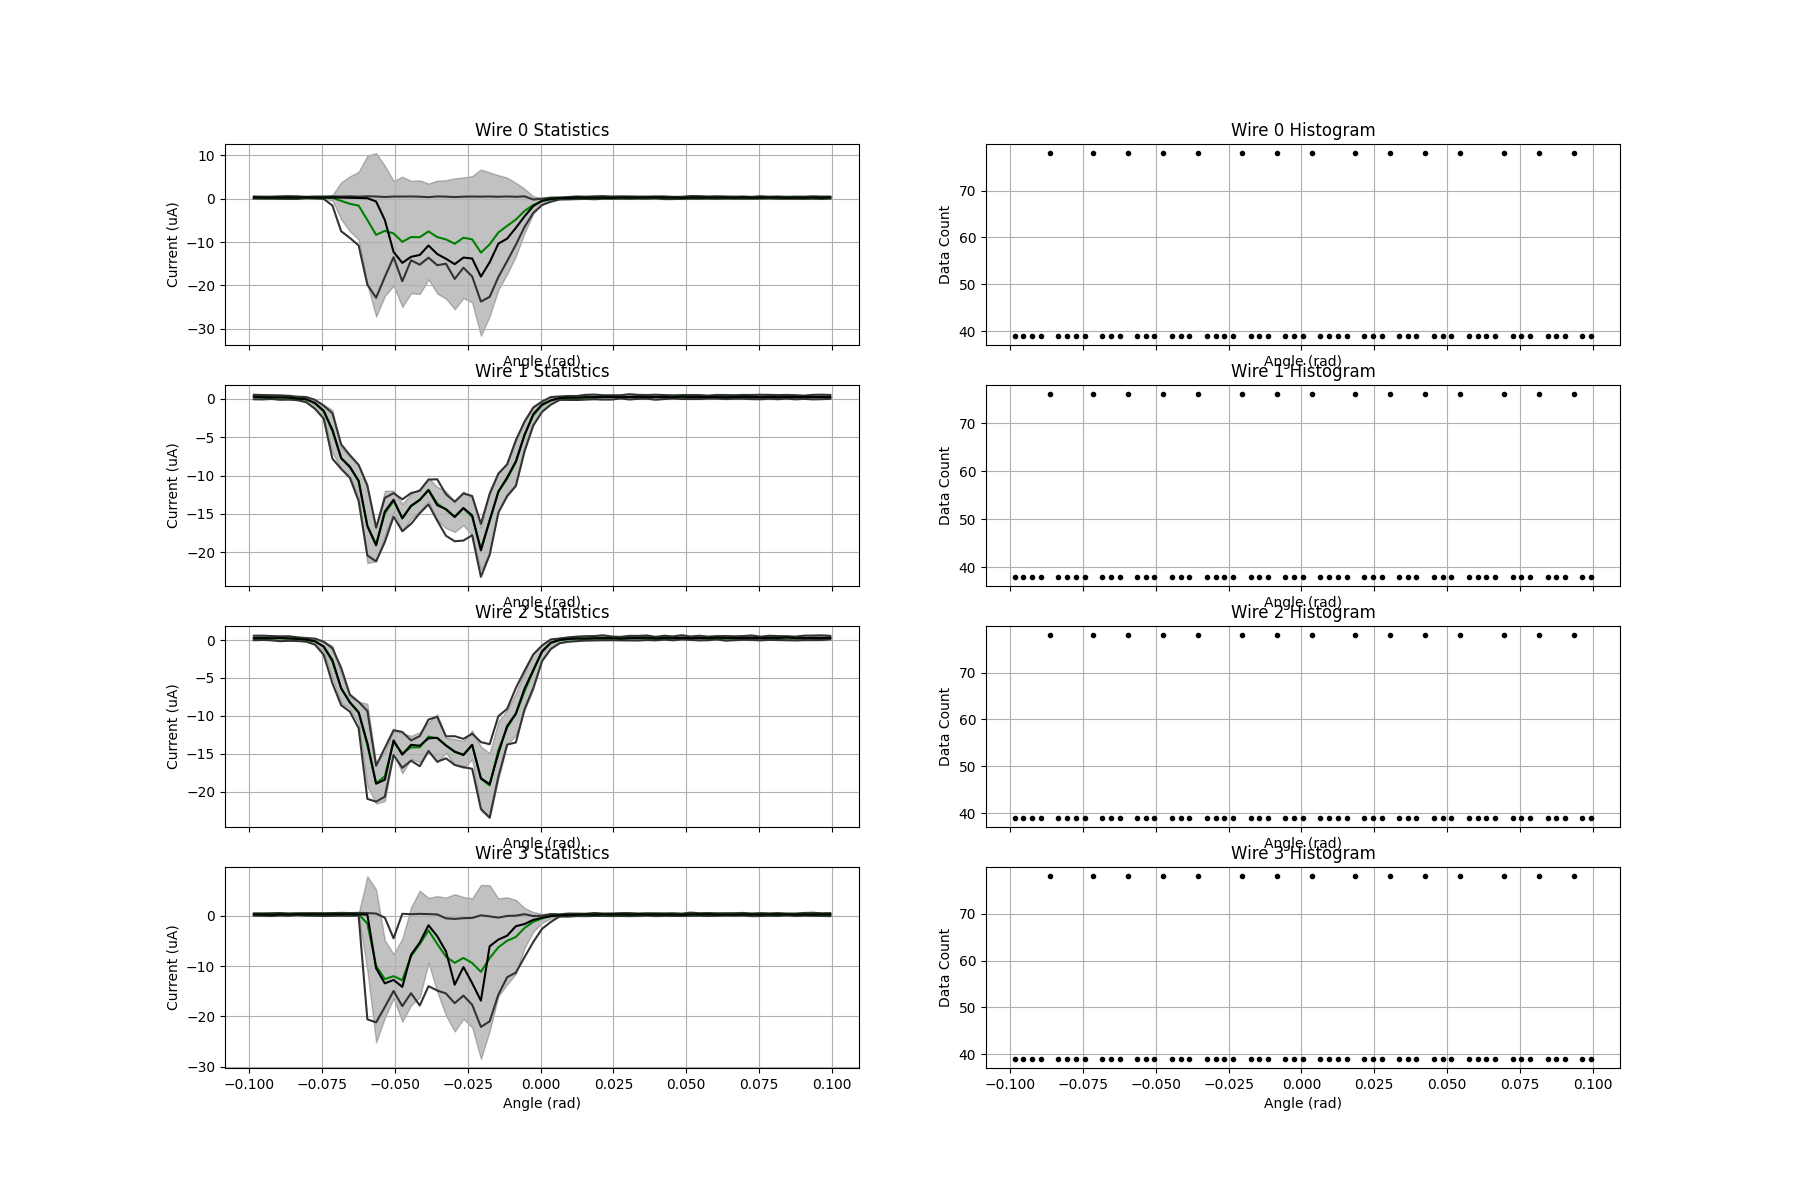 Wire 0 Statistics
10
0
−10
−20
−30
Current (uA)
Angle (rad)
Wire 0 Histogram
70
60
50
40
Data Count
Angle (rad)
Wire 1 Statistics
0
−5
−10
−15
−20
Current (uA)
Angle (rad)
Wire 1 Histogram
70
60
50
40
Data Count
Angle (rad)
Wire 2 Statistics
0
−5
−10
−15
−20
Current (uA)
Angle (rad)
Wire 2 Histogram
70
60
50
40
Data Count
Angle (rad)
Wire 3 Statistics
0
−10
−20
−30
Current (uA)
−0.100 −0.075 −0.050 −0.025 0.000 0.025 0.050 0.075 0.100
Angle (rad)
Wire 3 Histogram
70
60
50
40
Data Count
−0.100 −0.075 −0.050 −0.025 0.000 0.025 0.050 0.075 0.100
Angle (rad)